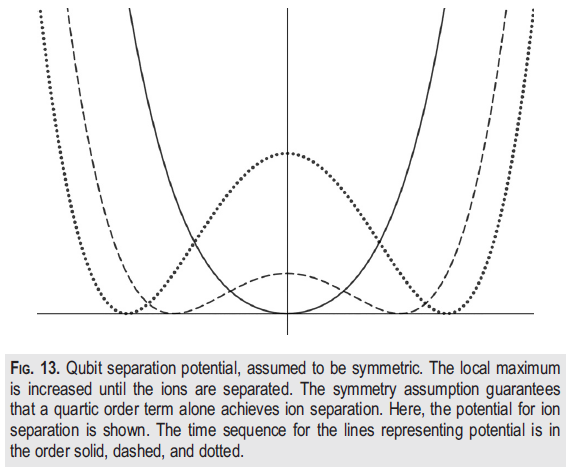 FIG. 13. Qubit separation potential, assumed to be symmetric. The local maximum
is increased until the ions are separated. The symmetry assumption guarantees
that a quartic order term alone achieves ion separation. Here, the potential for ion
separation is shown. The time sequence for the lines representing potential is in
the order solid, dashed, and dotted.